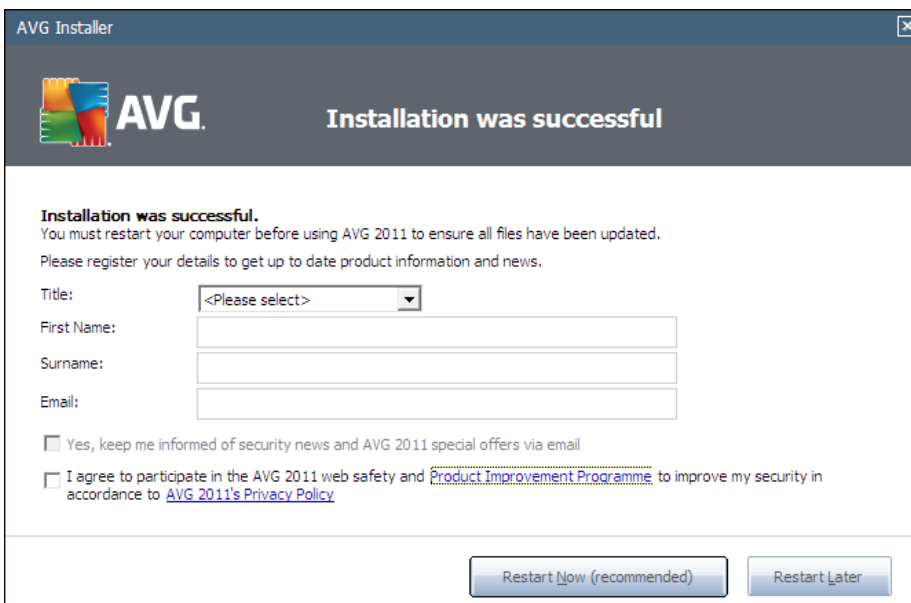 AVG Installer
AVG.
Installation was successful
Installation was successful.
You must restart your computer before using AVG 2011 to ensure all files have been updated.
Please register your details to get up to date product information and news.
Title:
<Please select>
First Name:
Surname:
Email:
Yes, keep me informed of security news and AVG 2011 special offers via email
I agree to participate in the AVG 2011 web safety and Product Improvement Programme to improve my security in
accordance to AVG 2011's Privacy Policy
Restart Now (recommended)
Restart Later